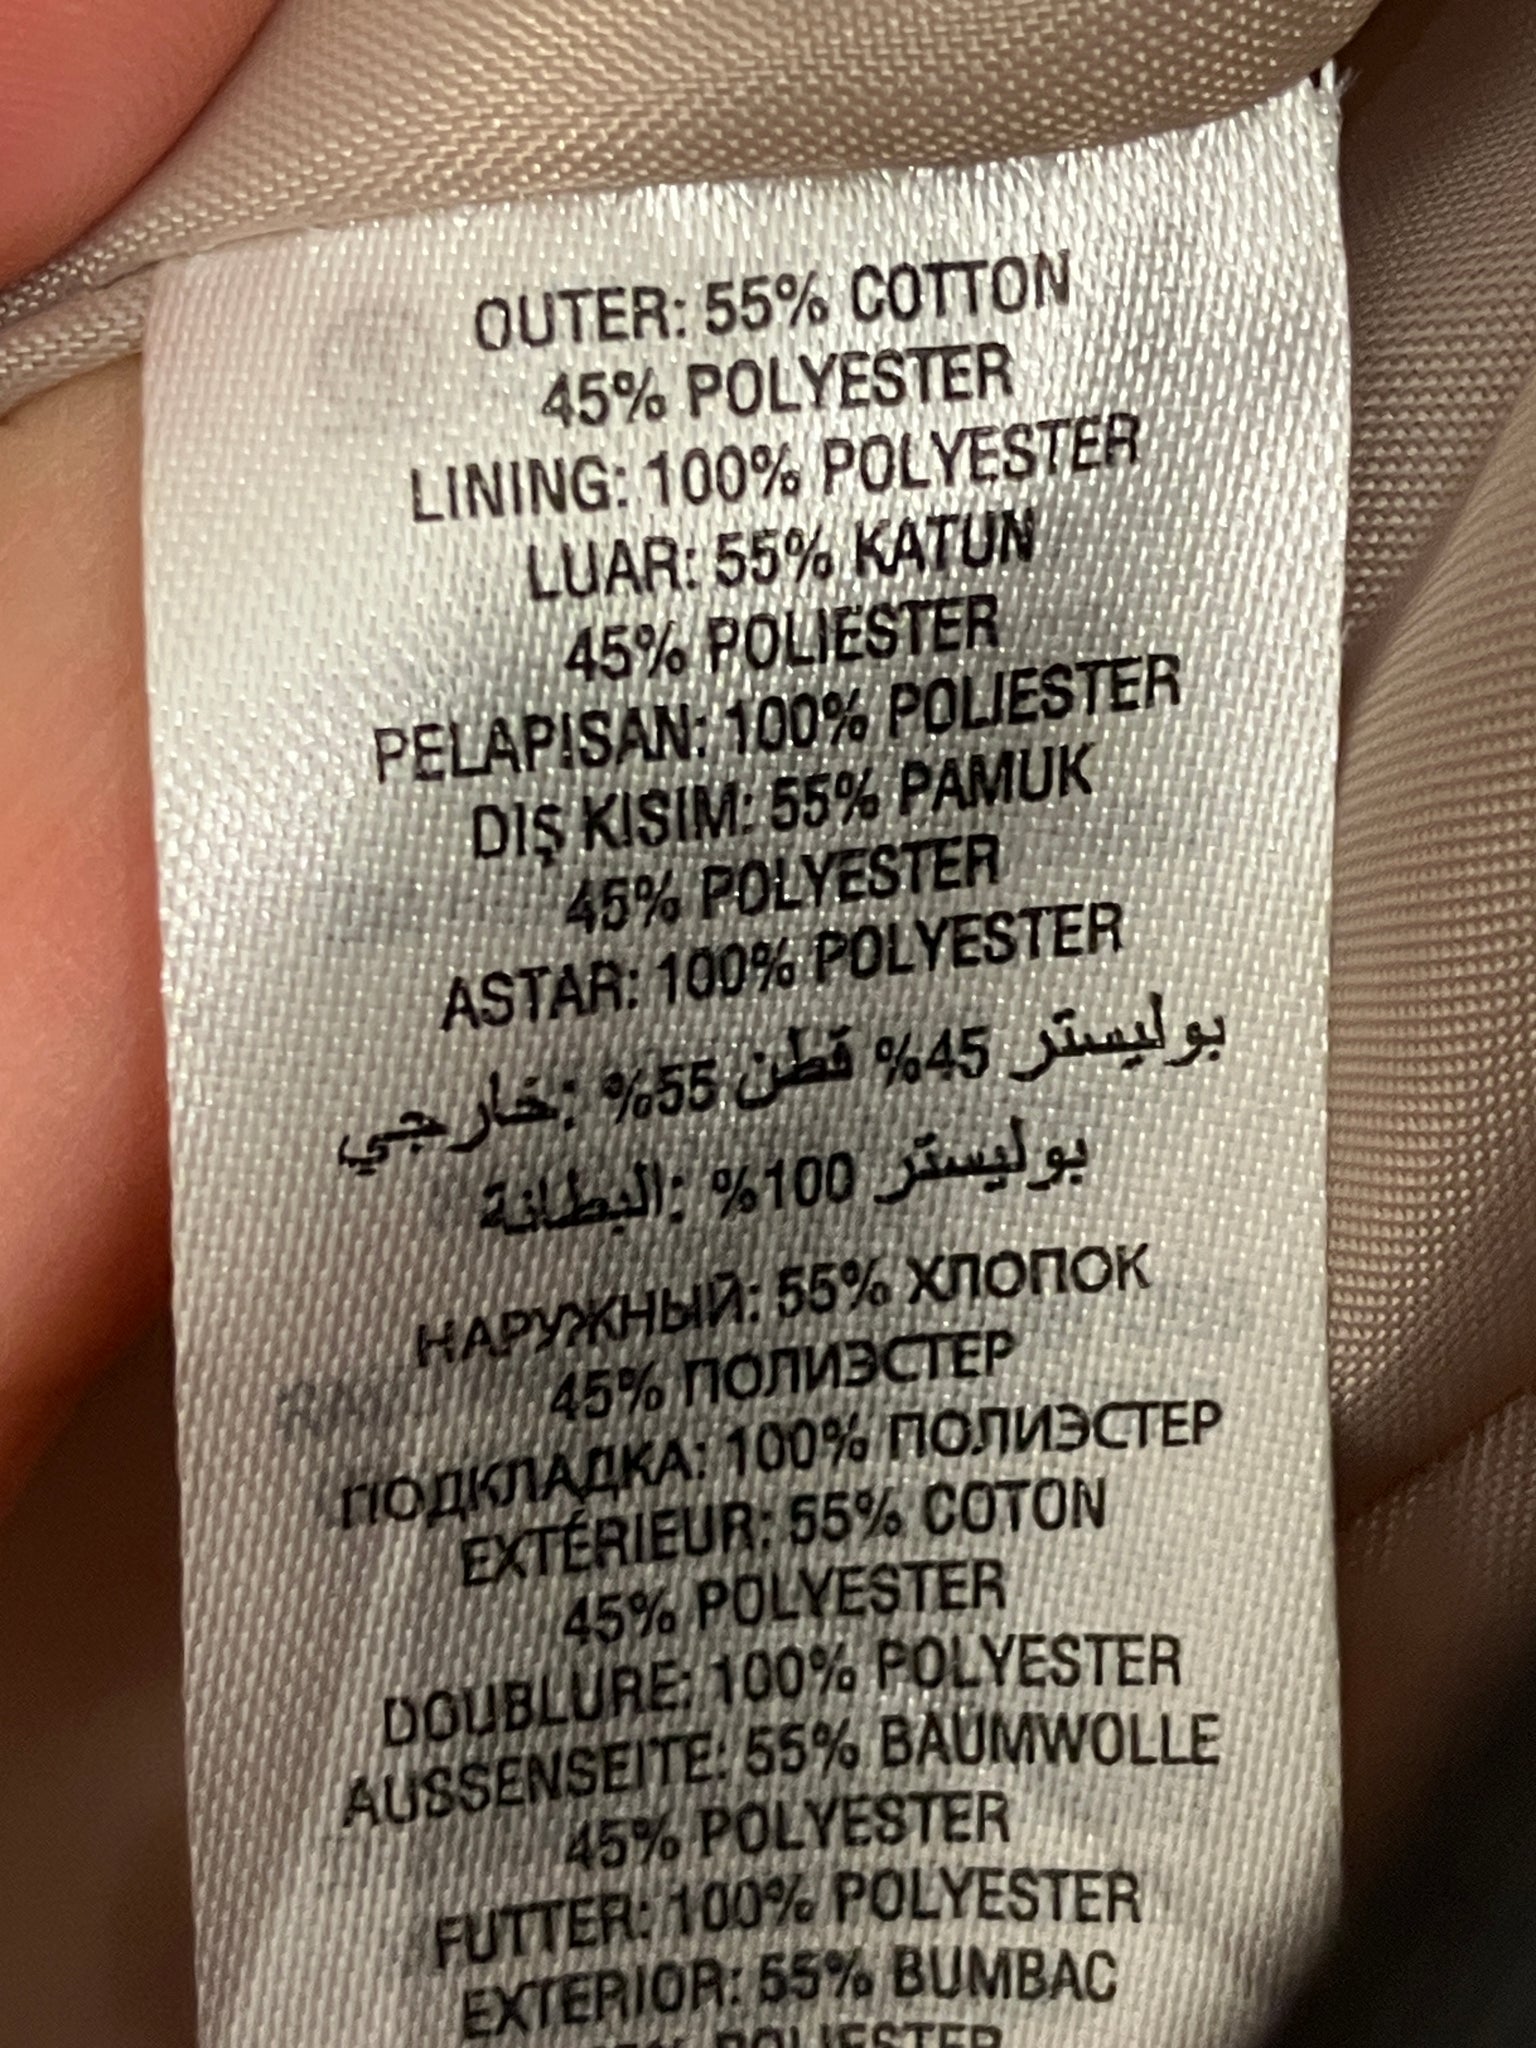 OUTER: 55% COTTON
45% POLYESTER
LINING: 100% POLYESTER
LUAR: 55% KATUN
45% POLIESTER
PELAPISAN: 100% POLIESTER
DIŞ KISIM: 55% PAMUK
45% POLYESTER
ASTAR: 100% POLYESTER
خارجي: %55 قطن %45 بوليستر
البطانة: %100 بوليستر
НАРУЖНЫЙ: 55% ХЛОПОК
45% ПОЛИЭСТЕР
ПОДКЛАДКА: 100% ПОЛИЭСТЕР
EXTÉRIEUR: 55% COTON
45% POLYESTER
DOUBLURE: 100% POLYESTER
AUSSENSEITE: 55% BAUMWOLLE
45% POLYESTER
FUTTER: 100% POLYESTER
EXTERIOR: 55% BUMBAC
45% POLIESTER